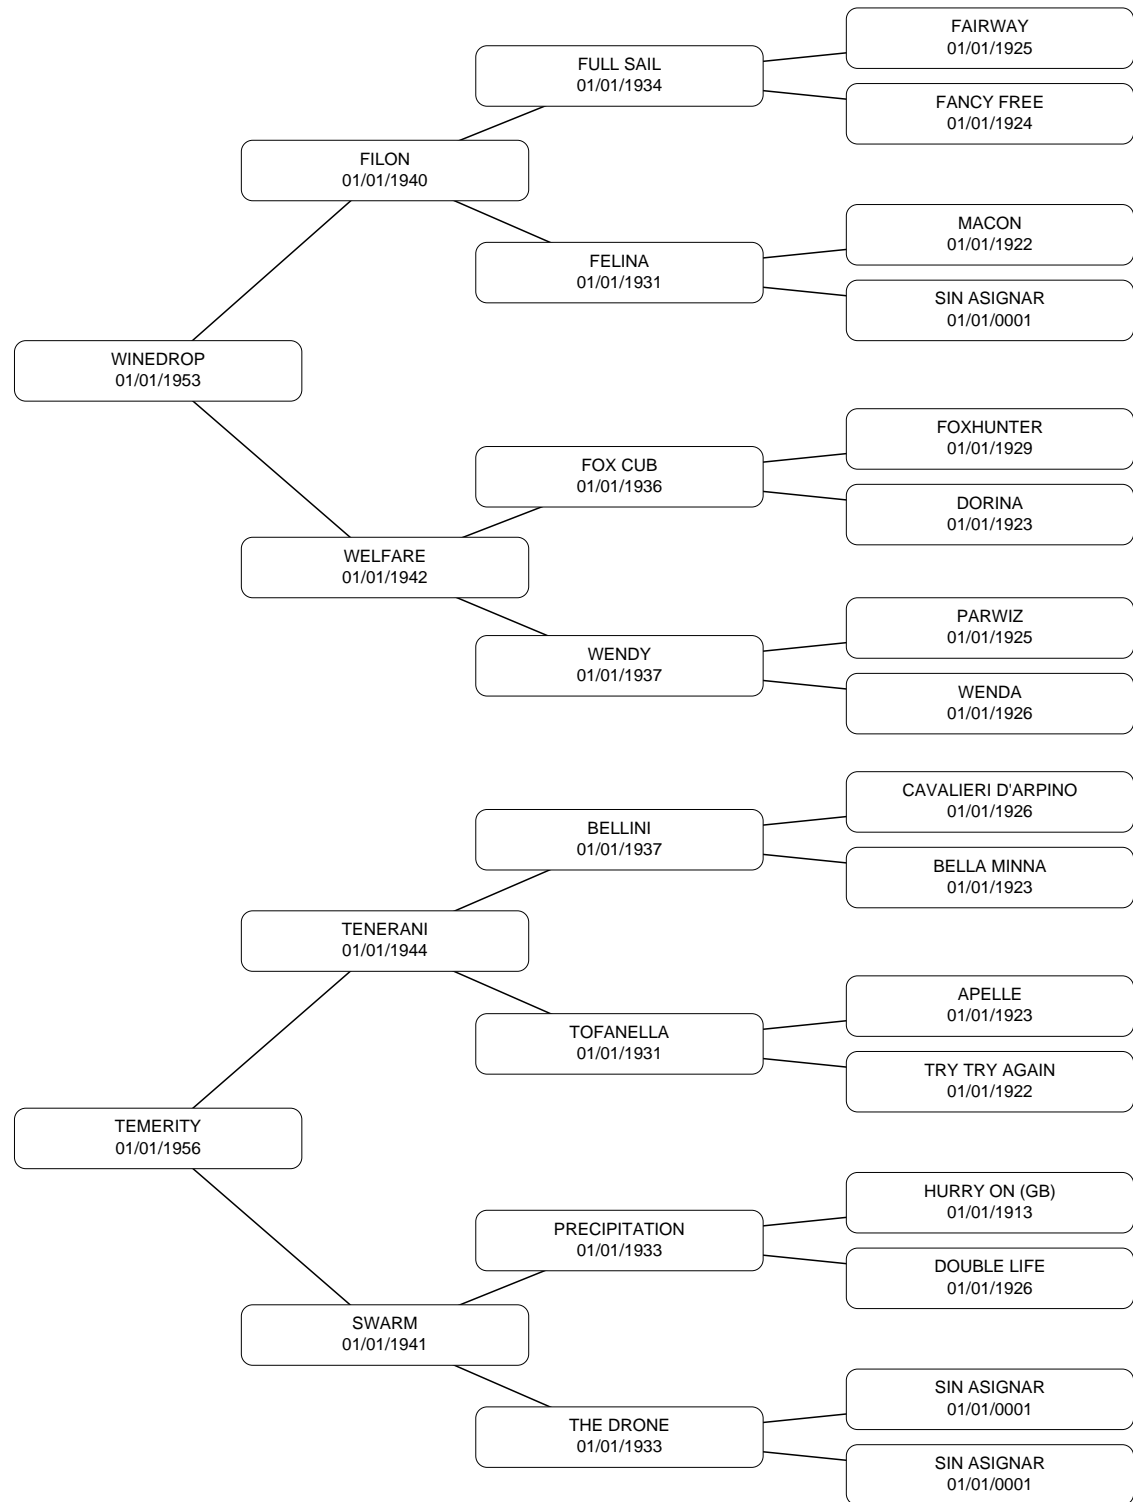 FAIRWAY
01/01/1925
FULL SAIL
01/01/1934
FANCY FREE
01/01/1924
FILON
01/01/1940
MACON
01/01/1922
FELINA
01/01/1931
SIN ASIGNAR
01/01/0001
WINEDROP
01/01/1953
FOXHUNTER
01/01/1929
FOX CUB
01/01/1936
DORINA
01/01/1923
WELFARE
01/01/1942
PARWIZ
01/01/1925
WENDY
01/01/1937
WENDA
01/01/1926
CAVALIERI D'ARPINO
01/01/1926
BELLINI
01/01/1937
BELLA MINNA
01/01/1923
TENERANI
01/01/1944
APELLE
01/01/1923
TOFANELLA
01/01/1931
TRY TRY AGAIN
01/01/1922
TEMERITY
01/01/1956
HURRY ON (GB)
01/01/1913
PRECIPITATION
01/01/1933
DOUBLE LIFE
01/01/1926
SWARM
01/01/1941
SIN ASIGNAR
01/01/0001
THE DRONE
01/01/1933
SIN ASIGNAR
01/01/0001